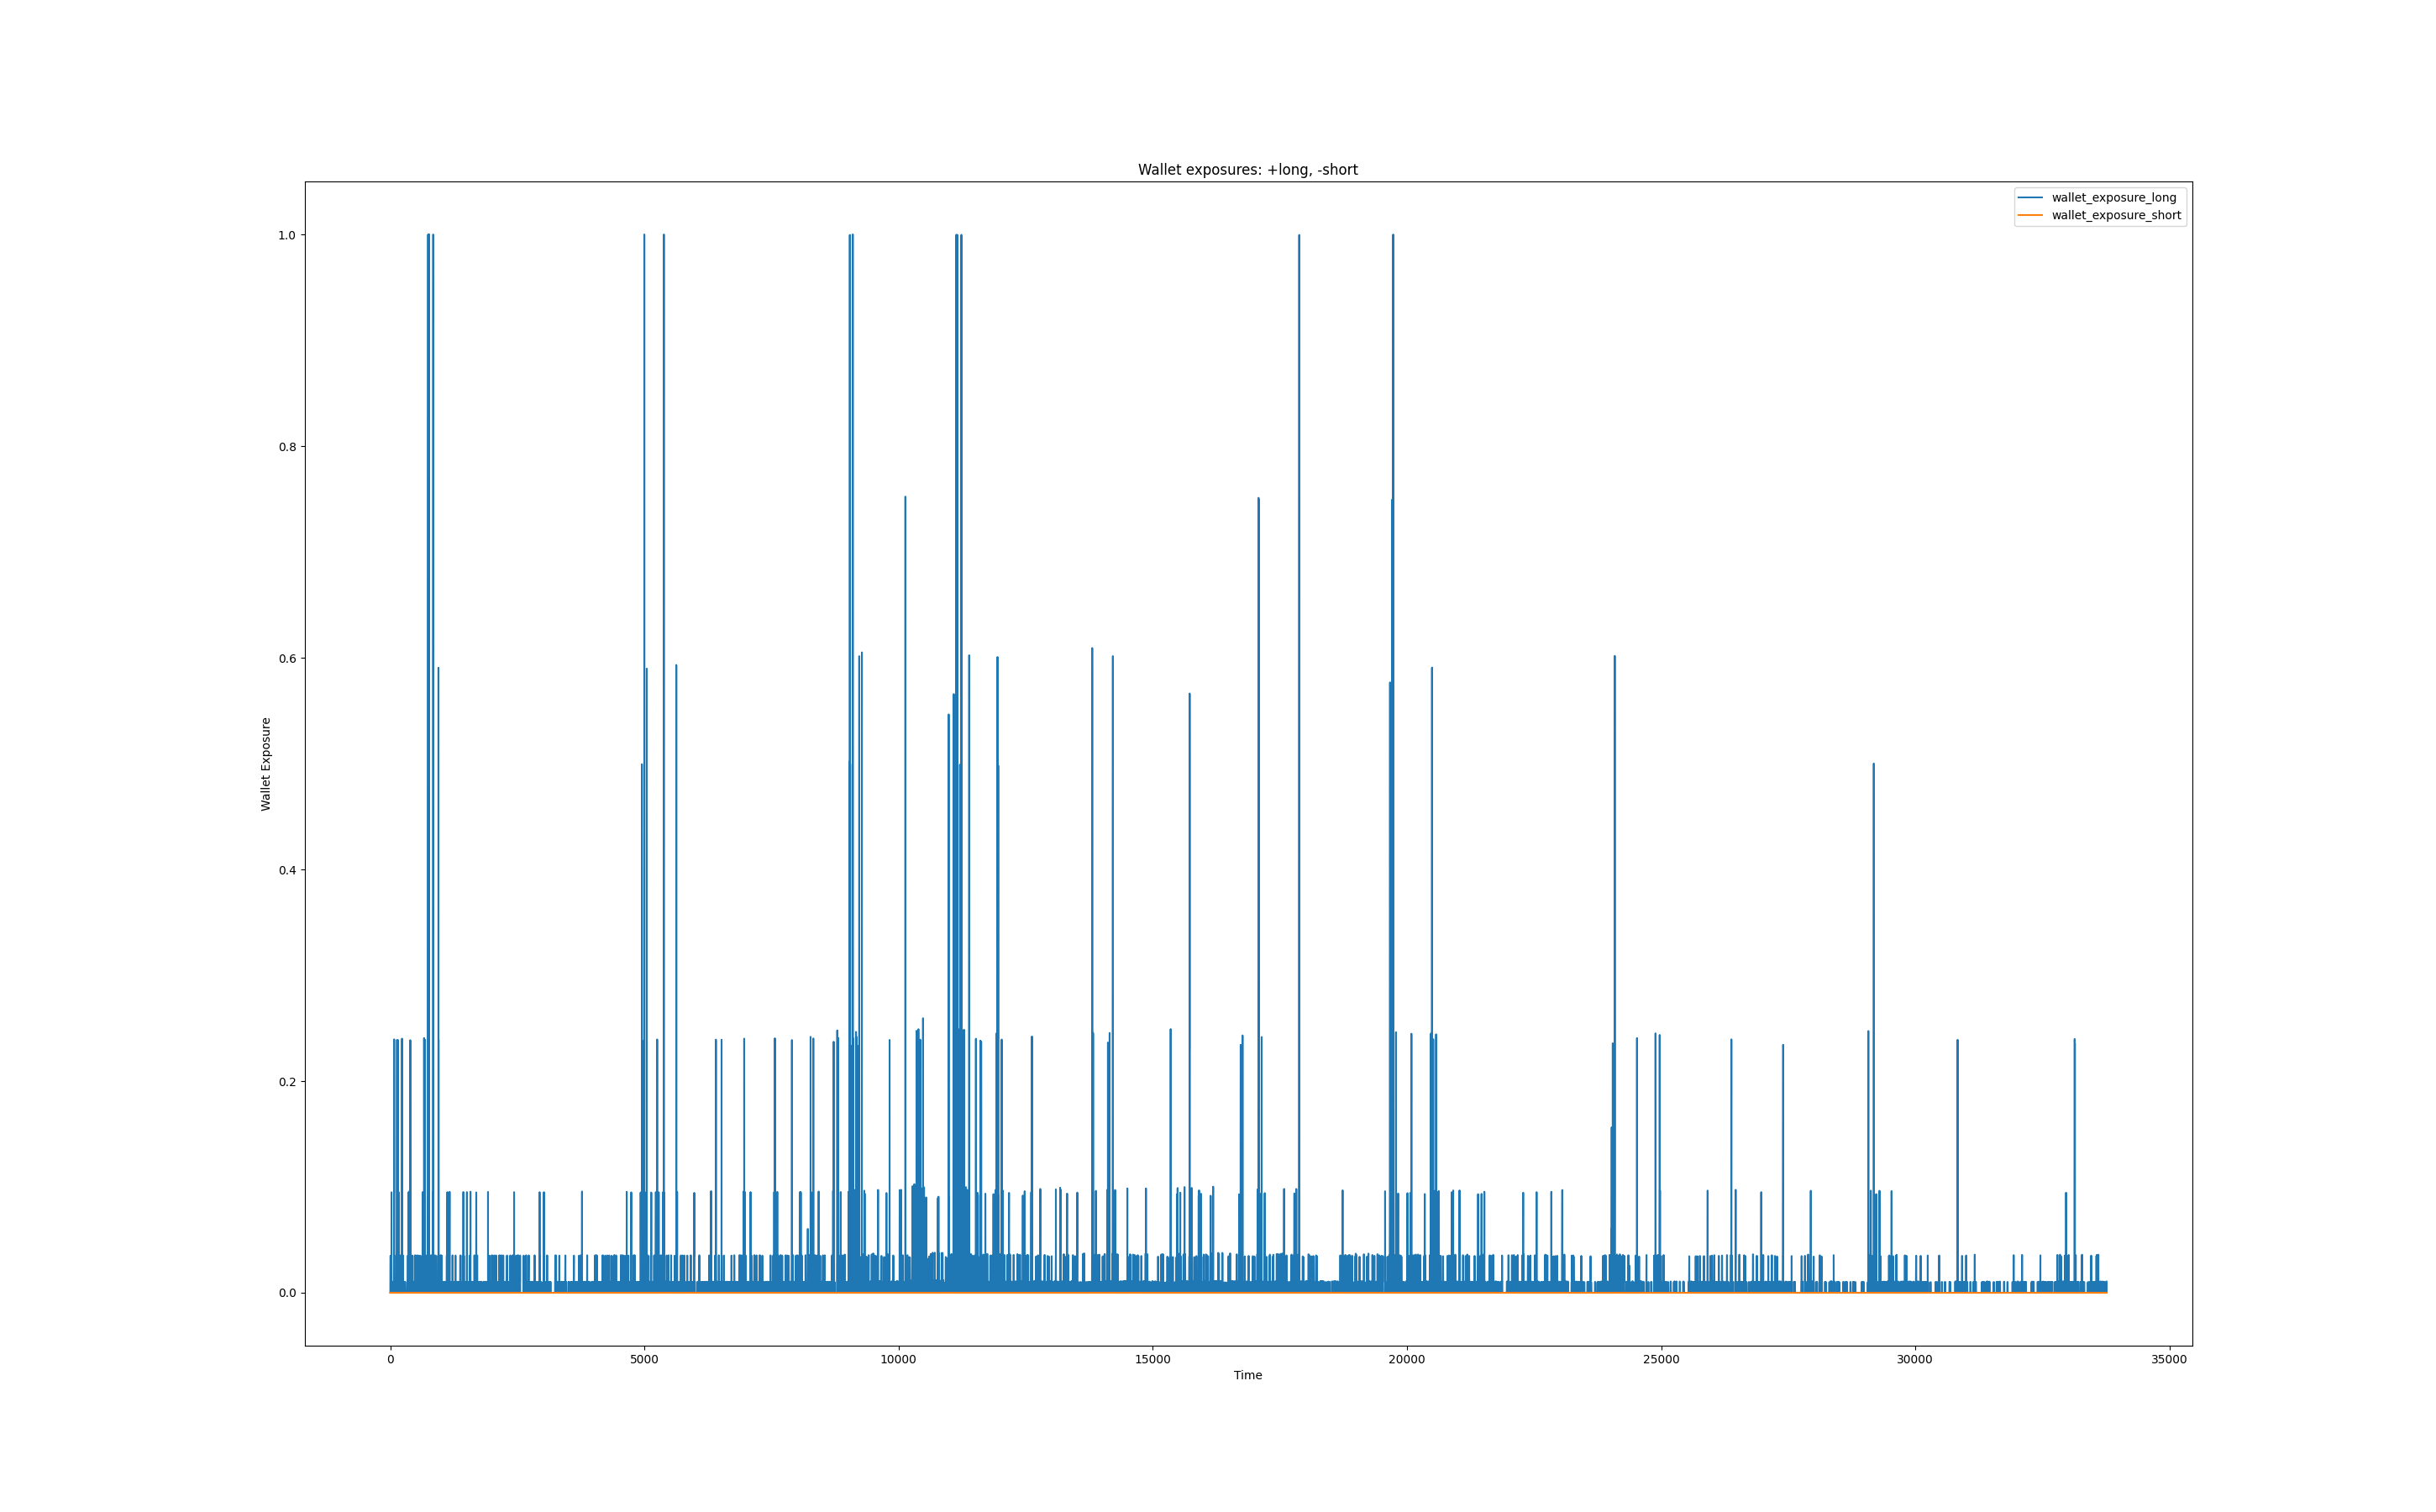 Wallet exposures: +long, -short
wallet_exposure_long
wallet_exposure_short
1.0
0.8
0.6
0.4
0.2
0.0
Wallet Exposure
0 5000 10000 15000 20000 25000 30000 35000
Time